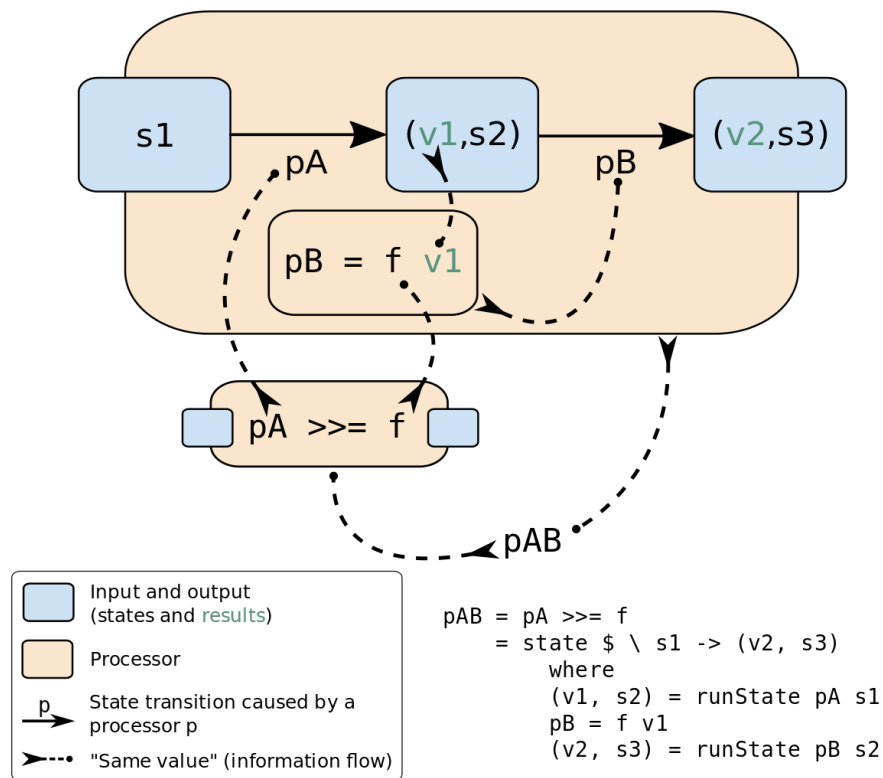 s1
(v1,s2)
(v2,s3)
pA
pB
pB = f v1
pA >>= f
pAB
Input and output
(states and results)
Processor
p
State transition caused by a
processor p
"Same value" (information flow)
pAB = pA >>= f
    = state $ \ s1 -> (v2, s3)
        where
        (v1, s2) = runState pA s1
        pB = f v1
        (v2, s3) = runState pB s2